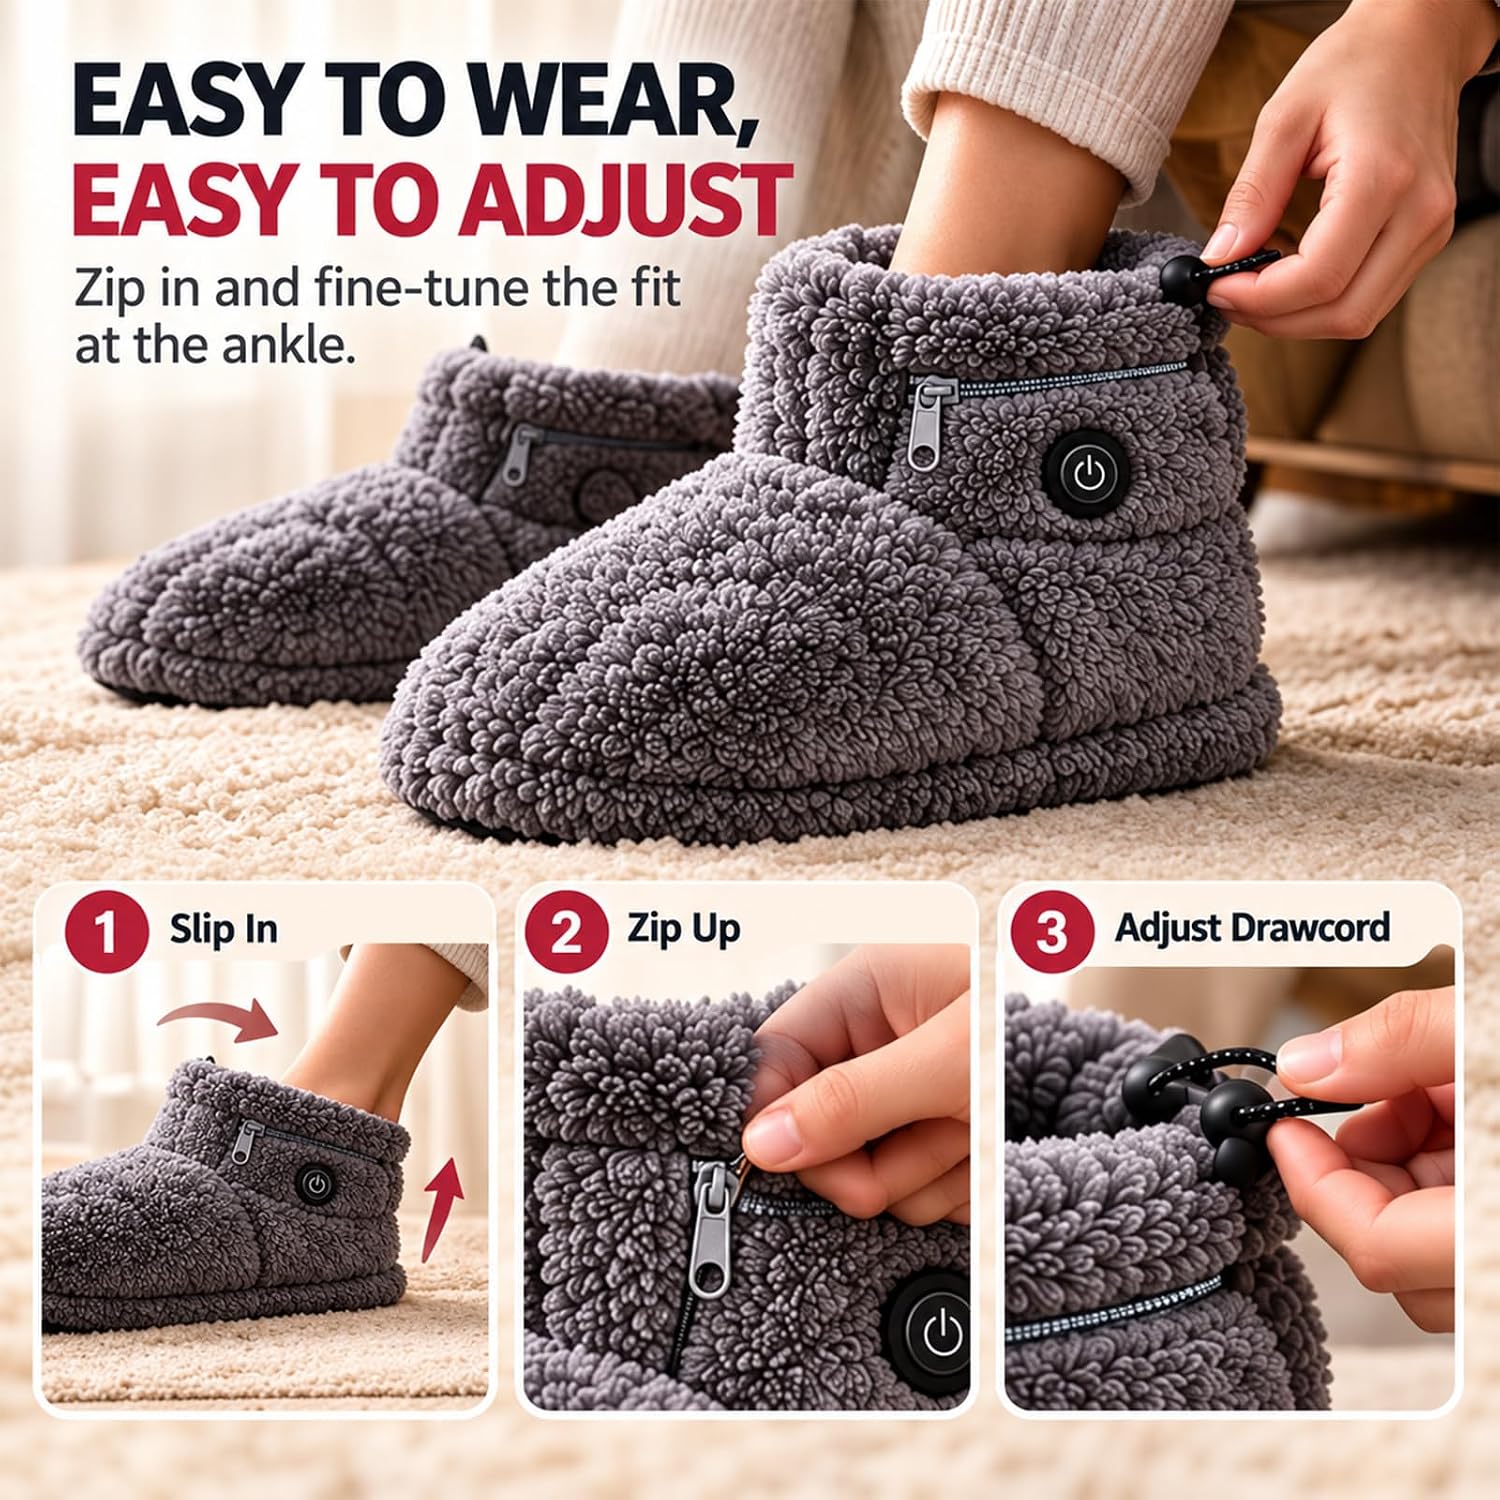 EASY TO WEAR,
EASY TO ADJUST
Zip in and fine-tune the fit
at the ankle.
1 Slip In
2 Zip Up
3 Adjust Drawcord